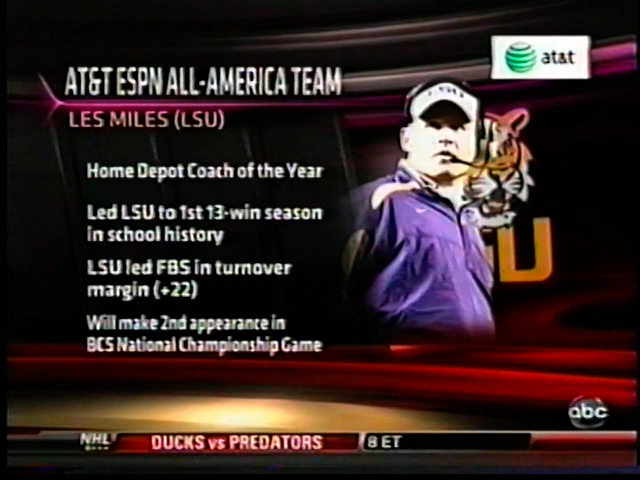 at&t
AT&T ESPN ALL-AMERICA TEAM
LES MILES (LSU)
LSU
Home Depot Coach of the Year
Led LSU to 1st 13-win season
in school history
LSU led FBS in turnover
margin (+22)
Will make 2nd appearance in
BCS National Championship Game
U
abc
NHL
DUCKS vs PREDATORS
8 ET